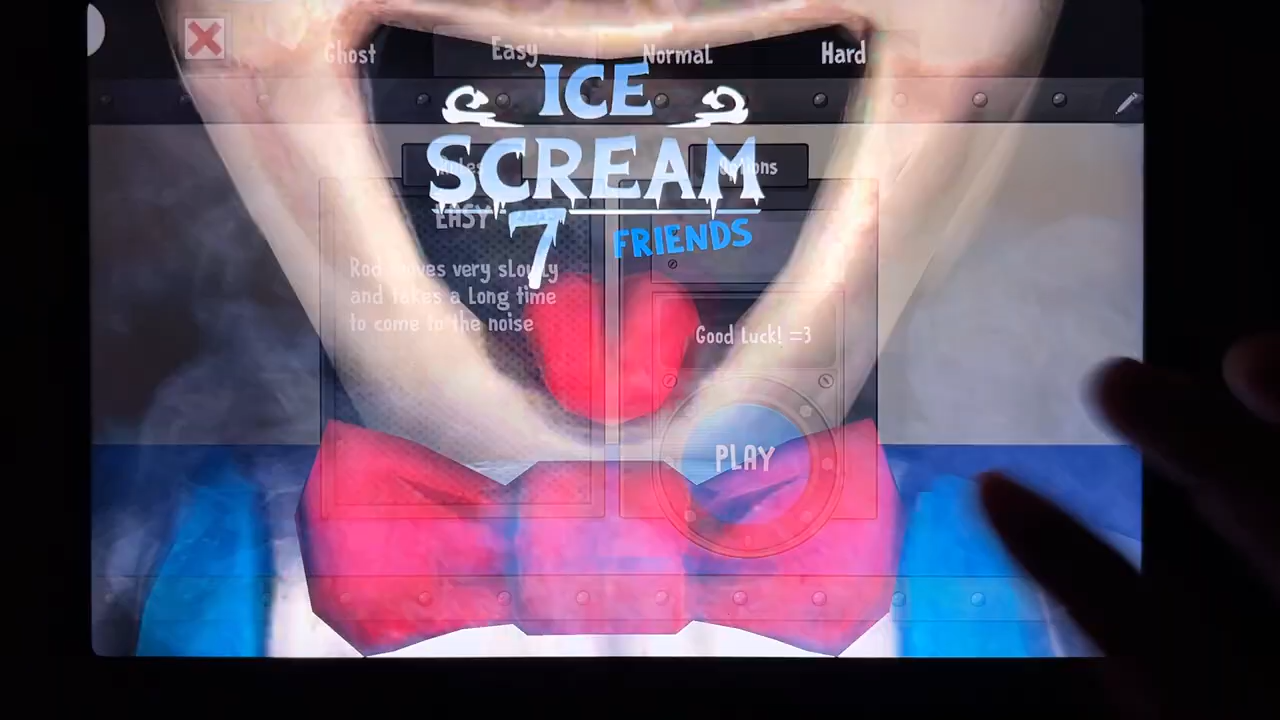 Ghost Easy Normal Hard
ICE
SCREAM
7 FRIENDS
Rules Options
EASY
Rod moves very slowly
and takes a long time
to come to the noise
Good Luck! =3
PLAY